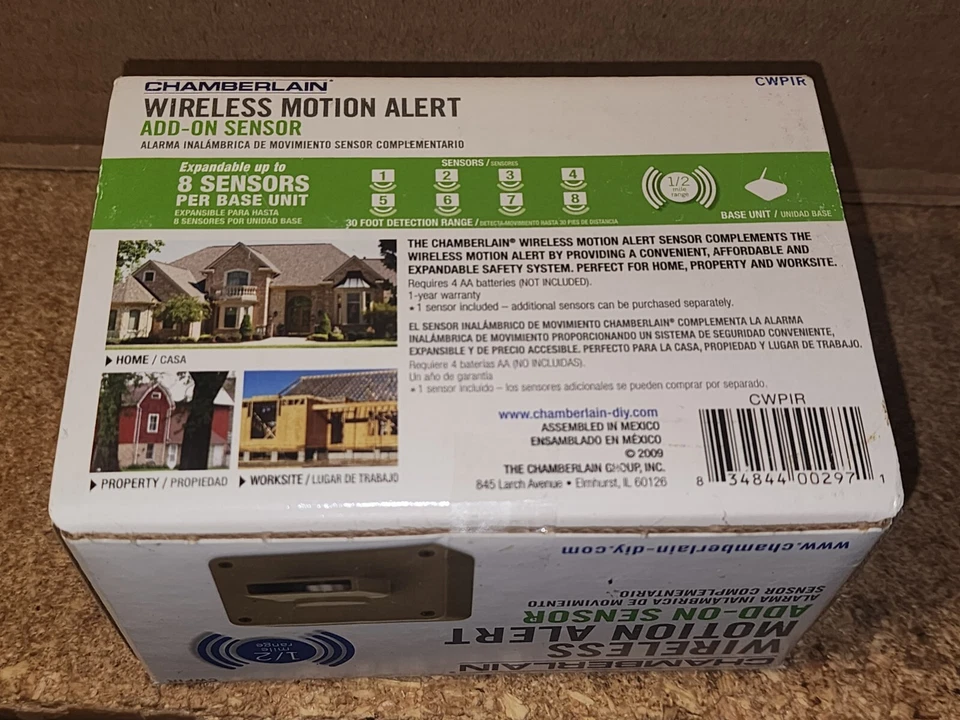 CHAMBERLAIN®
CWPIR
WIRELESS MOTION ALERT
ADD-ON SENSOR
ALARMA INALÁMBRICA DE MOVIMIENTO SENSOR COMPLEMENTARIO
Expandable up to
8 SENSORS
PER BASE UNIT
EXPANSIBLE PARA HASTA
8 SENSORES POR UNIDAD BASE
SENSORS / SENSORES
1 2 3 4
5 6 7 8
30 FOOT DETECTION RANGE / DETECTA-MOVIMIENTO HASTA 30 PIES DE DISTANCIA
1/2
mile
range
BASE UNIT / UNIDAD BASE
THE CHAMBERLAIN® WIRELESS MOTION ALERT SENSOR COMPLEMENTS THE
WIRELESS MOTION ALERT BY PROVIDING A CONVENIENT, AFFORDABLE AND
EXPANDABLE SAFETY SYSTEM. PERFECT FOR HOME, PROPERTY AND WORKSITE.
Requires 4 AA batteries (NOT INCLUDED).
1-year warranty
• 1 sensor included – additional sensors can be purchased separately.
EL SENSOR INALÁMBRICO DE MOVIMIENTO CHAMBERLAIN® COMPLEMENTA LA ALARMA
INALÁMBRICA DE MOVIMIENTO PROPORCIONANDO UN SISTEMA DE SEGURIDAD CONVENIENTE,
EXPANSIBLE Y DE PRECIO ACCESIBLE. PERFECTO PARA LA CASA, PROPIEDAD Y LUGAR DE TRABAJO.
Requiere 4 baterías AA (NO INCLUIDAS).
Un año de garantía
• 1 sensor incluido – los sensores adicionales se pueden comprar por separado.
HOME / CASA
PROPERTY / PROPIEDAD
WORKSITE / LUGAR DE TRABAJO
www.chamberlain-diy.com
ASSEMBLED IN MEXICO
ENSAMBLADO EN MÉXICO
© 2009
THE CHAMBERLAIN GROUP, INC.
845 Larch Avenue • Elmhurst, IL 60126
CWPIR
8 34844 00297 1
www.chamberlain-diy.com
CHAMBERLAIN
WIRELESS
MOTION ALERT
ADD-ON SENSOR
ALARMA INALÁMBRICA DE MOVIMIENTO
SENSOR COMPLEMENTARIO
1/2
mile
range
CWPIR